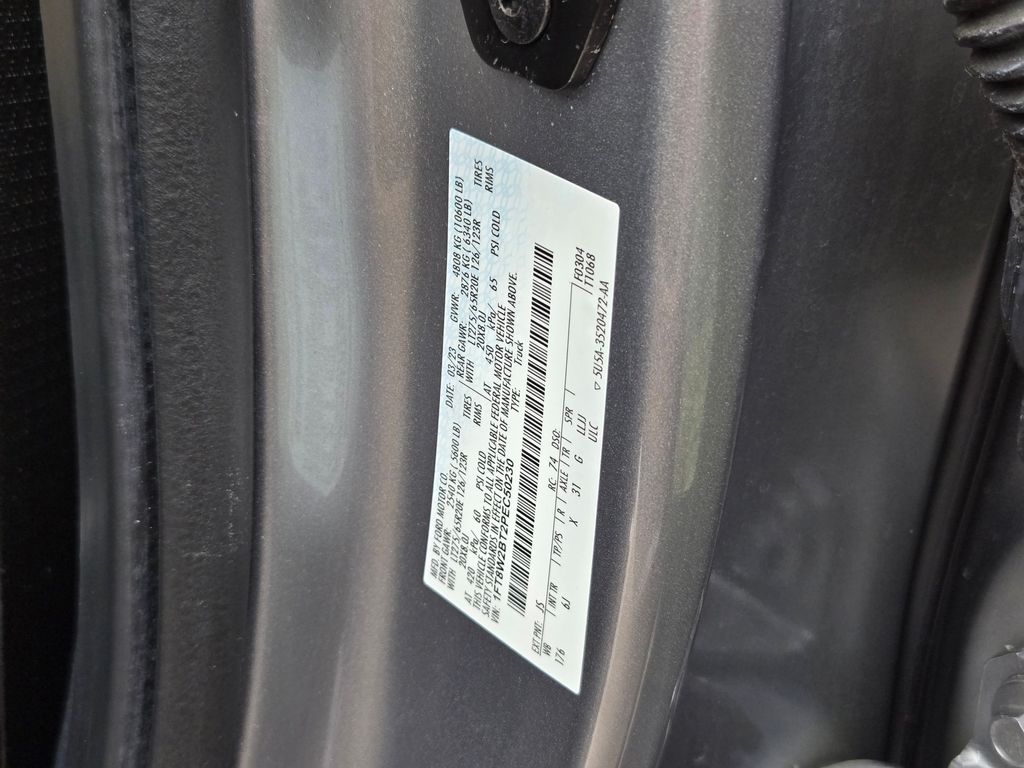 MFD. BY FORD MOTOR CO.
DATE: 03/23 GVWR: 4808 KG (10600 LB)
FRONT GAWR: 2540 KG (5600 LB) REAR GAWR: 2876 KG (6340 LB)
WITH LT275/65R20E 126/123R TIRES WITH LT275/65R20E 126/123R TIRES
20X8.0J RIMS 20X8.0J RIMS
AT 420 kPa/ 60 PSI COLD AT 450 kPa/ 65 PSI COLD
THIS VEHICLE CONFORMS TO ALL APPLICABLE FEDERAL MOTOR VEHICLE
SAFETY STANDARDS IN EFFECT ON THE DATE OF MANUFACTURE SHOWN ABOVE.
VIN: 1FT8W2BT2PEC50230 TYPE: Truck
EXT PNT: JS RC: 74 DSO: F0304
WB INT TR TP/PS R AXLE TR SPR TT068
176 6J X 31 G LLJJ
ULC ▽ 5U5A-3520472-AA